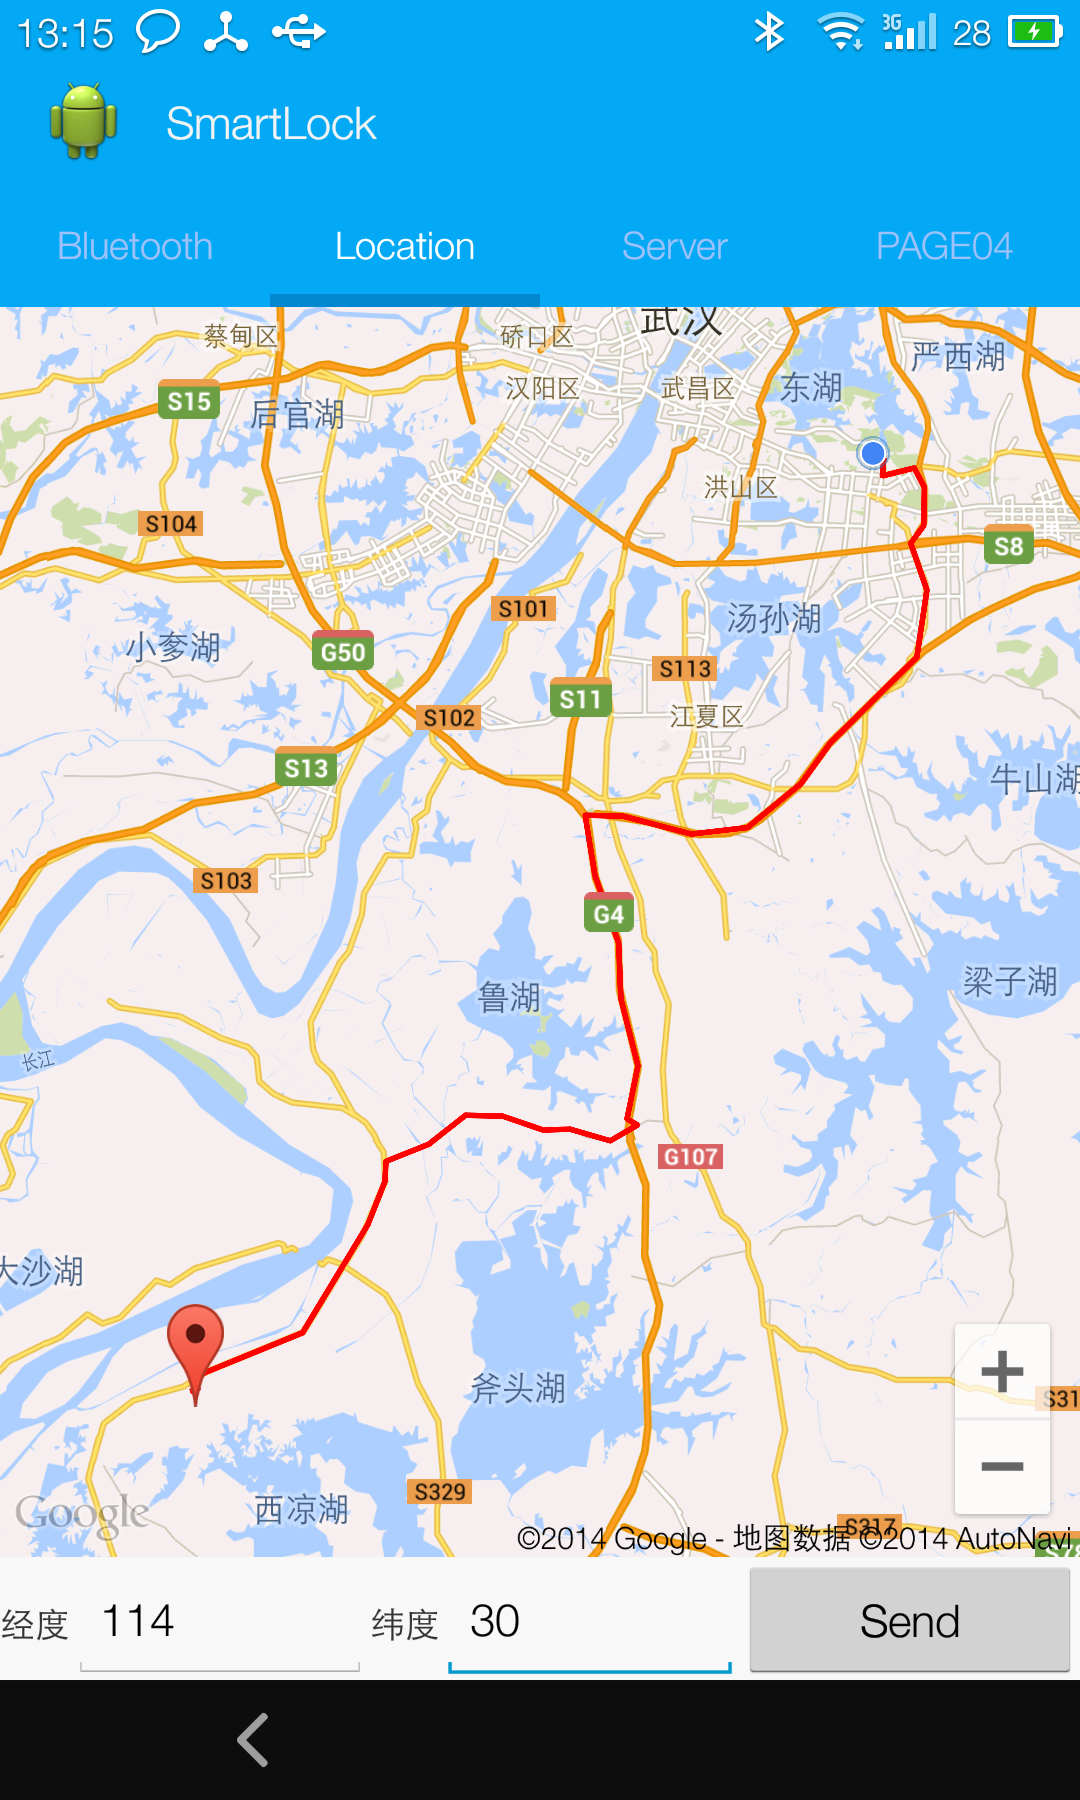 13:15
3G
28
SmartLock
Bluetooth
Location
Server
PAGE04
武汉
蔡甸区
硚口区
严西湖
汉阳区
武昌区
东湖
S15
后官湖
洪山区
S104
S8
S101
汤孙湖
小奓湖
G50
S113
S11
江夏区
S102
S13
牛山湖
S103
G4
鲁湖
梁子湖
长江
G107
大沙湖
斧头湖
S31
S329
西凉湖
Google
S317
©2014 Google - 地图数据 ©2014 AutoNavi
经度
114
纬度
30
Send